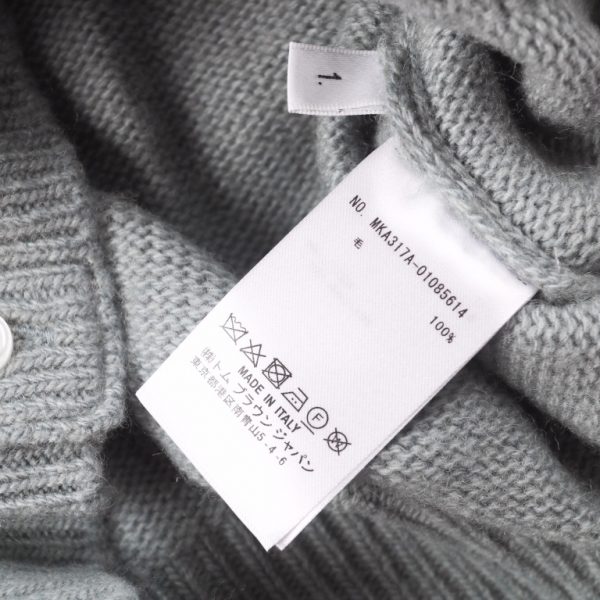 1.
NO. MKA317A-01085614
毛 100%
MADE IN ITALY
(株)トム ブラウン ジャパン
東京都港区南青山5-4-6